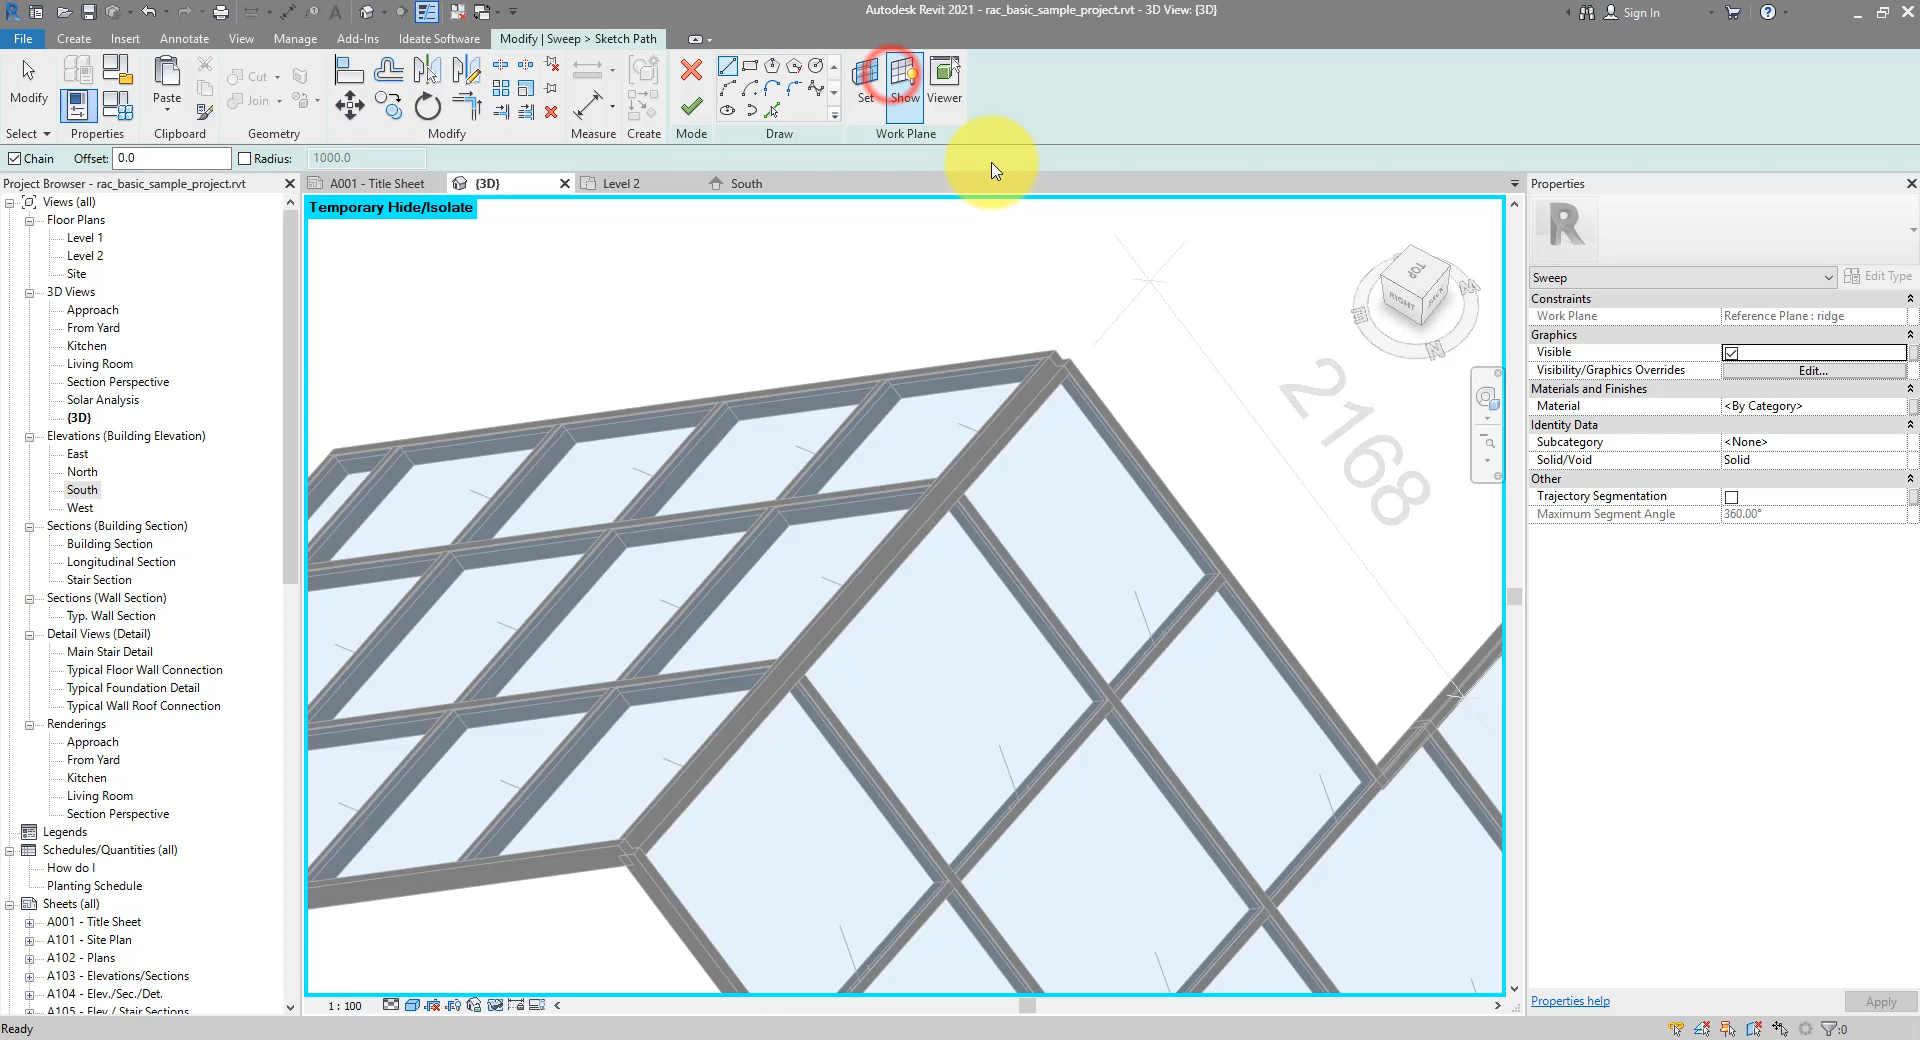 Autodesk Revit 2021 - rac_basic_sample_project.rvt - 3D View: {3D}
Sign In
File
Create
Insert
Annotate
View
Manage
Add-Ins
Ideate Software
Modify | Sweep > Sketch Path
Modify
Paste
Cut
Join
Set
Show
Viewer
Select
Properties
Clipboard
Geometry
Modify
Measure
Create
Mode
Draw
Work Plane
Chain
Offset:
0.0
Radius:
1000.0
Project Browser - rac_basic_sample_project.rvt
A001 - Title Sheet
{3D}
Level 2
South
Properties
Views (all)
Floor Plans
Level 1
Level 2
Site
3D Views
Approach
From Yard
Kitchen
Living Room
Section Perspective
Solar Analysis
{3D}
Elevations (Building Elevation)
East
North
South
West
Sections (Building Section)
Building Section
Longitudinal Section
Stair Section
Sections (Wall Section)
Typ. Wall Section
Detail Views (Detail)
Main Stair Detail
Typical Floor Wall Connection
Typical Foundation Detail
Typical Wall Roof Connection
Renderings
Approach
From Yard
Kitchen
Living Room
Section Perspective
Legends
Schedules/Quantities (all)
How do I
Planting Schedule
Sheets (all)
A001 - Title Sheet
A101 - Site Plan
A102 - Plans
A103 - Elevations/Sections
A104 - Elev./Sec./Det.
A105 - Elev./ Stair Sections
Temporary Hide/Isolate
TOP
RIGHT
BACK
E
N
2168
1 : 100
R
Sweep
Edit Type
Constraints
Work Plane
Reference Plane : ridge
Graphics
Visible
Visibility/Graphics Overrides
Edit...
Materials and Finishes
Material
<By Category>
Identity Data
Subcategory
<None>
Solid/Void
Solid
Other
Trajectory Segmentation
Maximum Segment Angle
360.00°
Properties help
Apply
Ready
:0